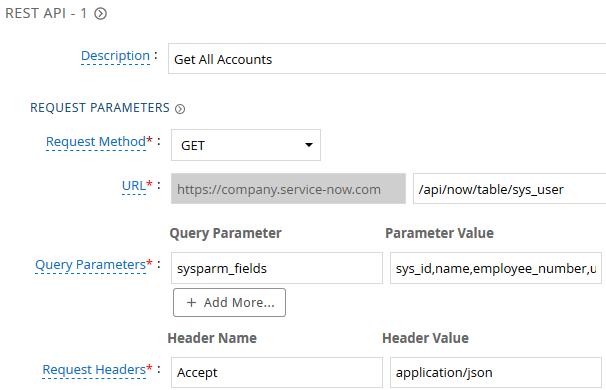 REST API - 1
Description : Get All Accounts
REQUEST PARAMETERS
Request Method* : GET
URL* : https://company.service-now.com /api/now/table/sys_user
Query Parameter Parameter Value
Query Parameters* : sysparm_fields sys_id,name,employee_number,u
+ Add More...
Header Name Header Value
Request Headers* : Accept application/json